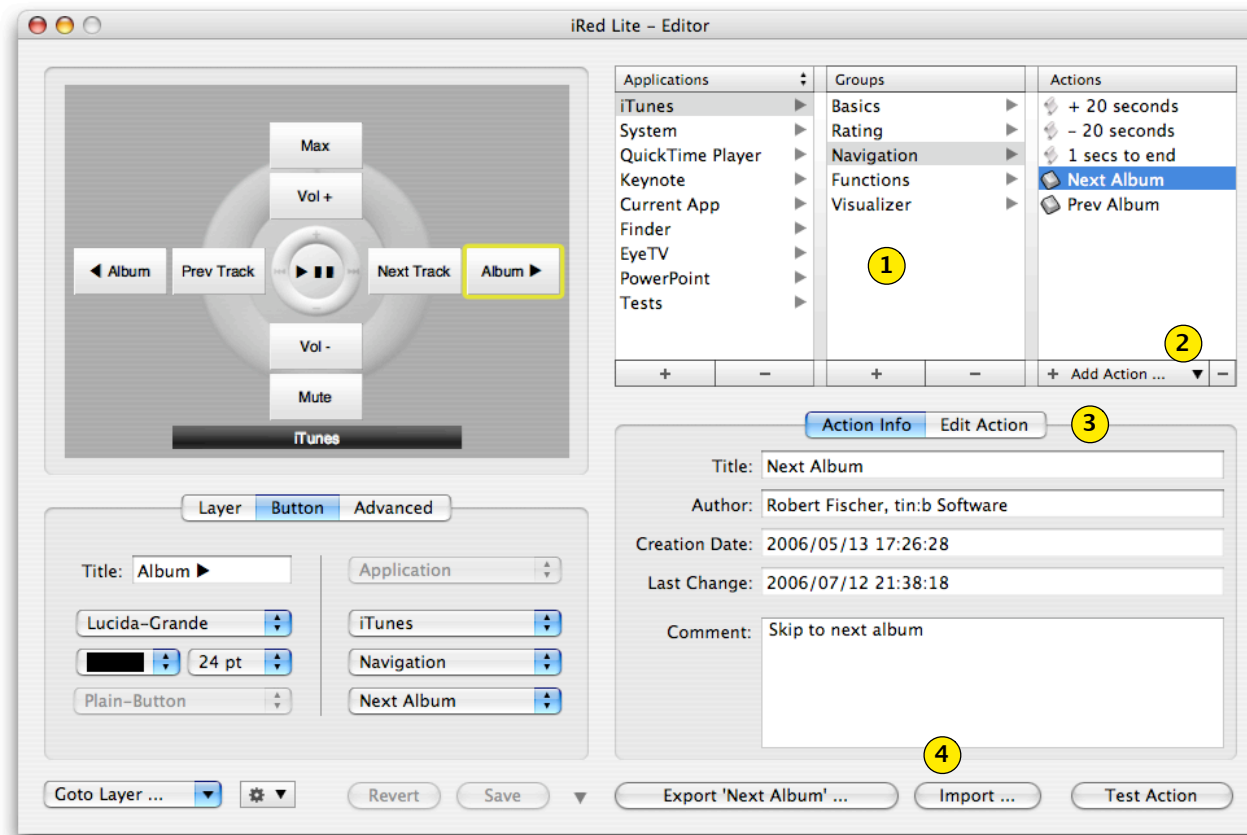 iRed Lite – Editor
Max
Vol +
◀ Album
Prev Track
Next Track
Album ▶
Vol -
Mute
iTunes
Applications
Groups
Actions
iTunes
System
QuickTime Player
Keynote
Current App
Finder
EyeTV
PowerPoint
Tests
Basics
Rating
Navigation
Functions
Visualizer
+ 20 seconds
– 20 seconds
1 secs to end
Next Album
Prev Album
1
2
+ –
+ –
+ Add Action ... ▼ –
Action Info
Edit Action
3
Title: Next Album
Author: Robert Fischer, tin:b Software
Creation Date: 2006/05/13 17:26:28
Last Change: 2006/07/12 21:38:18
Comment: Skip to next album
Layer
Button
Advanced
Title: Album ▶
Lucida-Grande
24 pt
Plain-Button
Application
iTunes
Navigation
Next Album
4
Goto Layer ...
Revert
Save
Export 'Next Album' ...
Import ...
Test Action